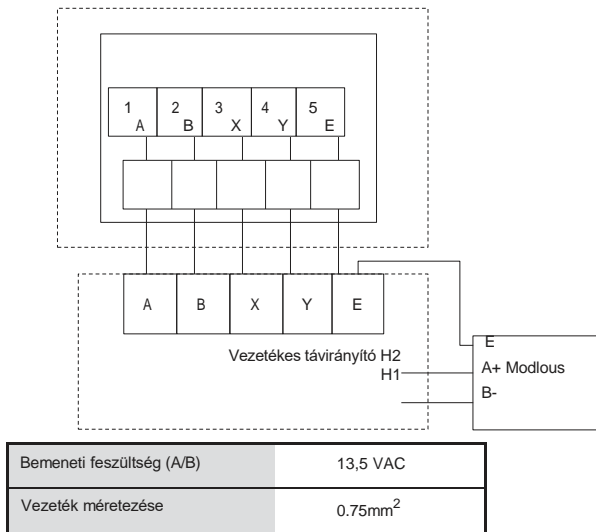 1 2 3 4 5
A B X Y E
A B X Y E
E
Vezetékes távirányító H2
A+ Modlous
H1
B-
Bemeneti feszültség (A/B) 13,5 VAC
Vezeték méretezése 0.75mm²